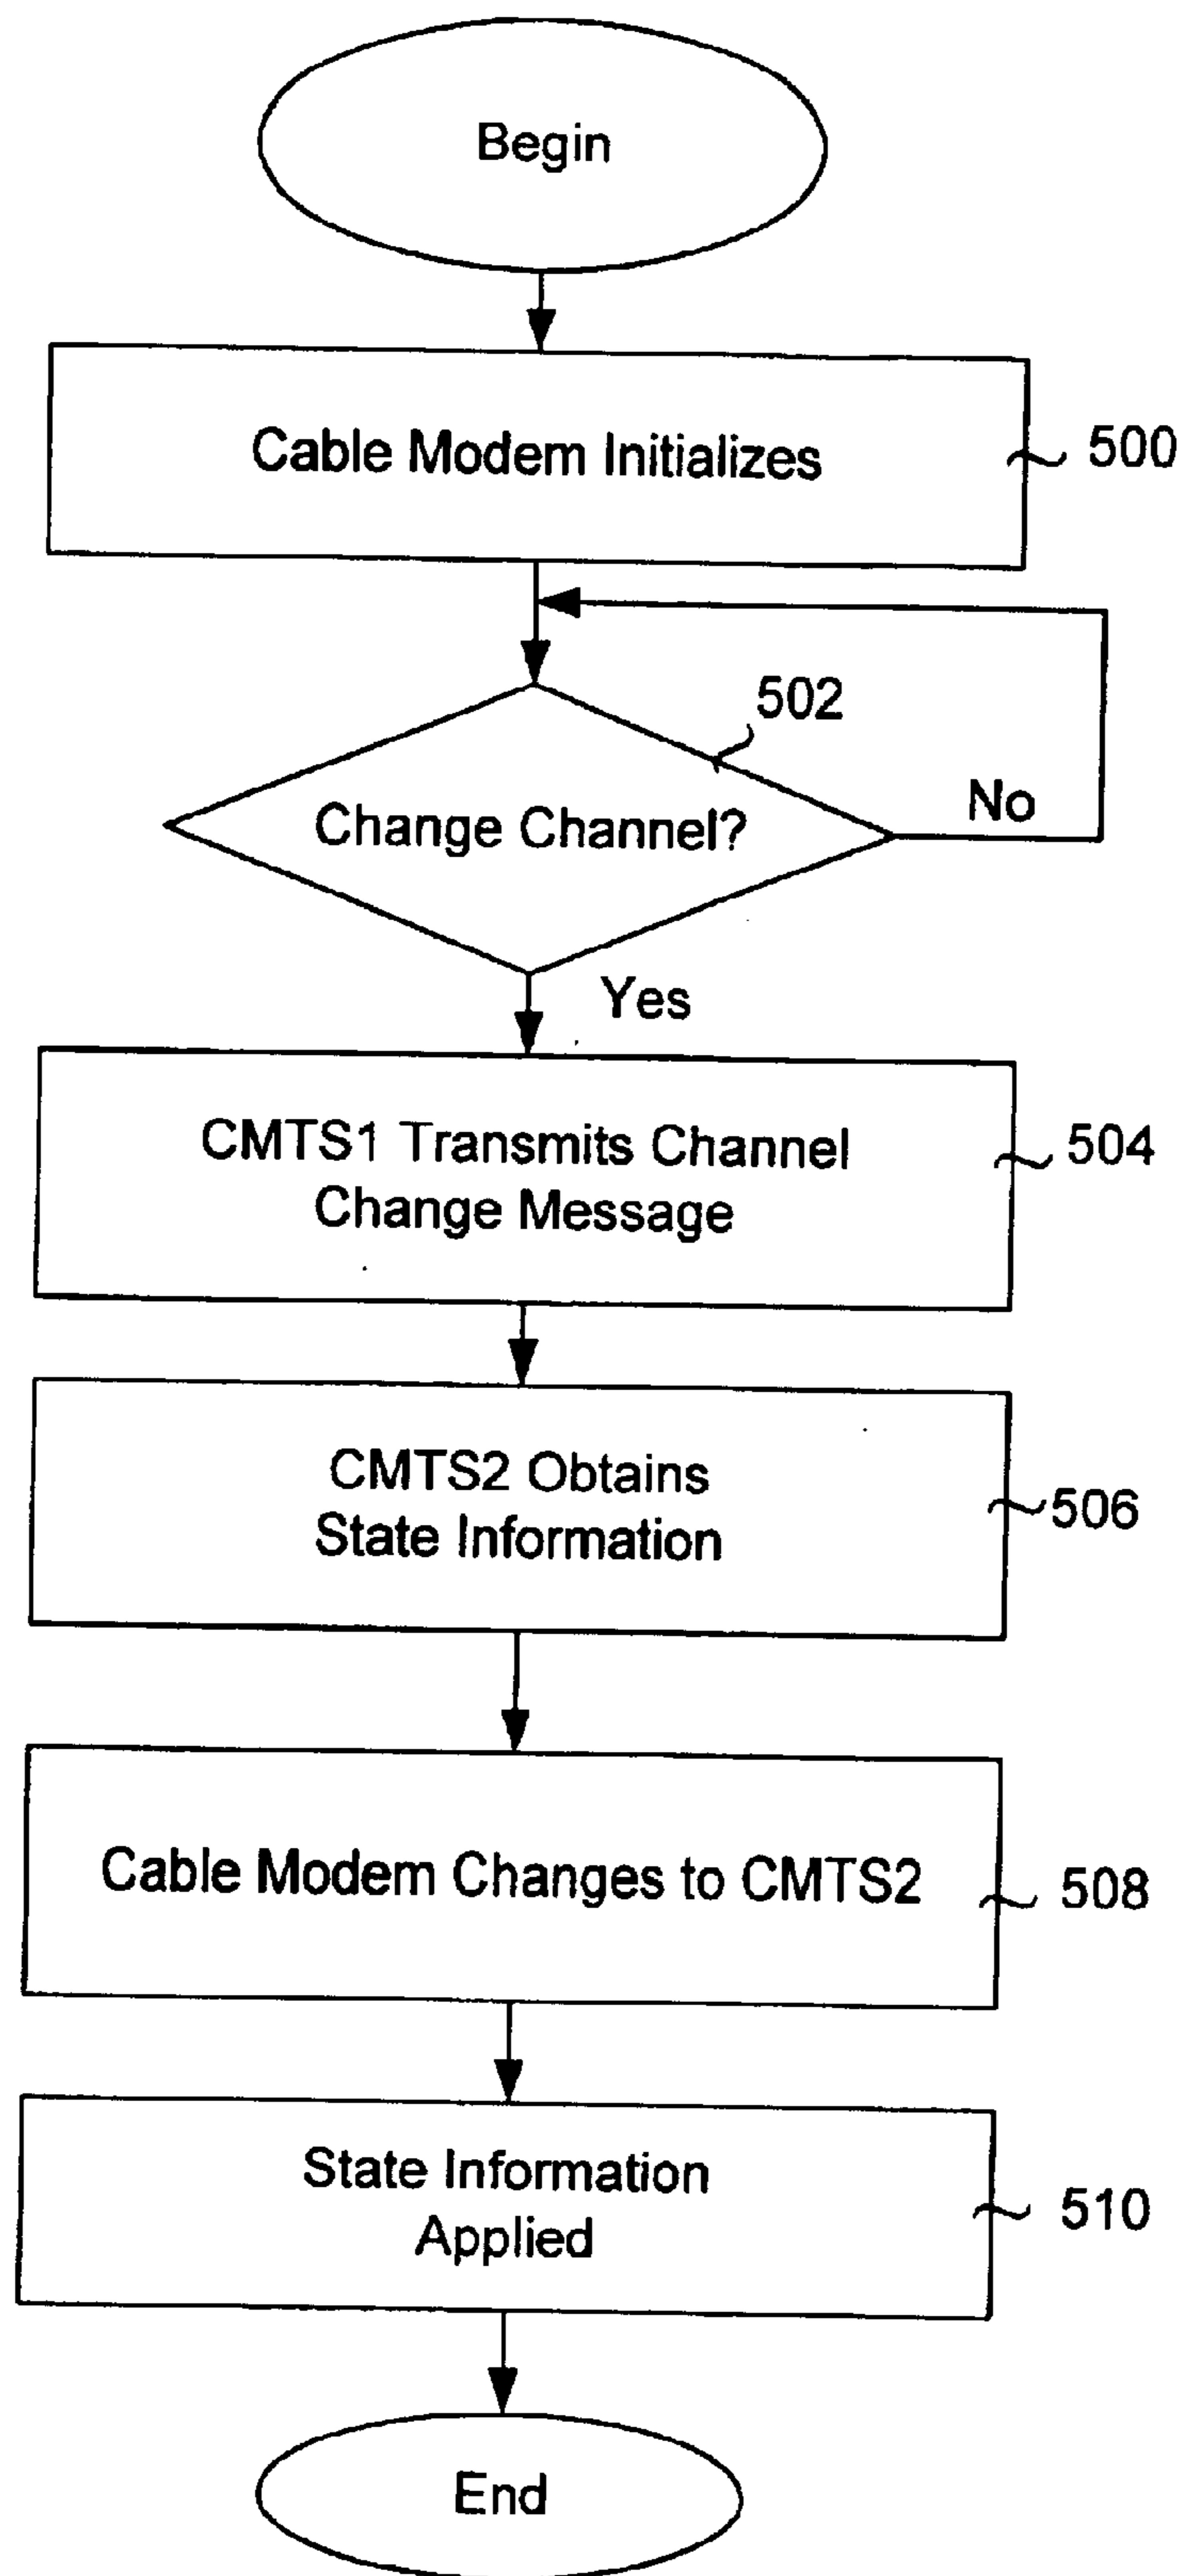 Begin
Cable Modem Initializes
500
502
Change Channel?
No
Yes
CMTS1 Transmits Channel
Change Message
504
CMTS2 Obtains
State Information
506
Cable Modem Changes to CMTS2
508
State Information
Applied
510
End